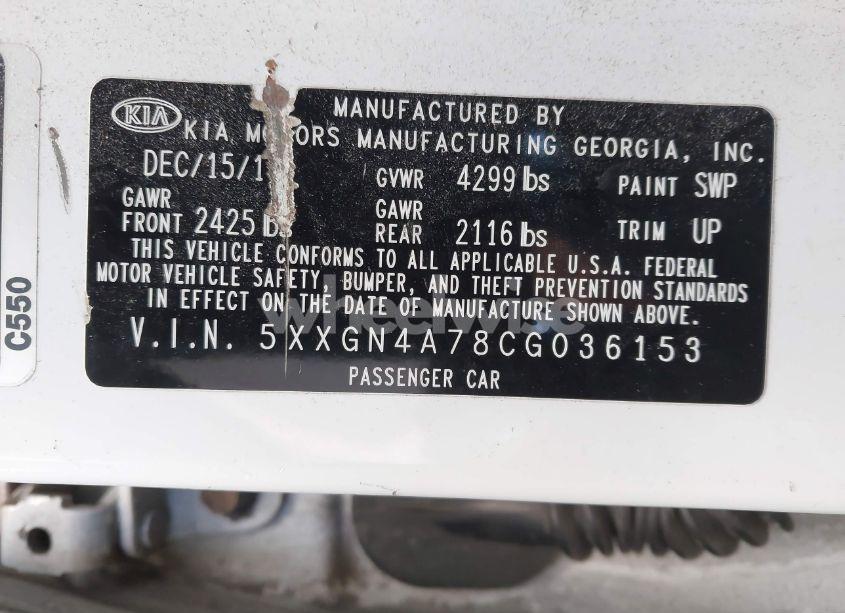 KIA
MANUFACTURED BY
KIA MOTORS MANUFACTURING GEORGIA, INC.
DEC/15/1
GVWR 4299 lbs
PAINT SWP
GAWR
FRONT 2425 lbs
GAWR
REAR 2116 lbs
TRIM UP
THIS VEHICLE CONFORMS TO ALL APPLICABLE U.S.A. FEDERAL
MOTOR VEHICLE SAFETY, BUMPER, AND THEFT PREVENTION STANDARDS
IN EFFECT ON THE DATE OF MANUFACTURE SHOWN ABOVE.
V.I.N. 5XXGN4A78CG036153
PASSENGER CAR
C550
wheelwise